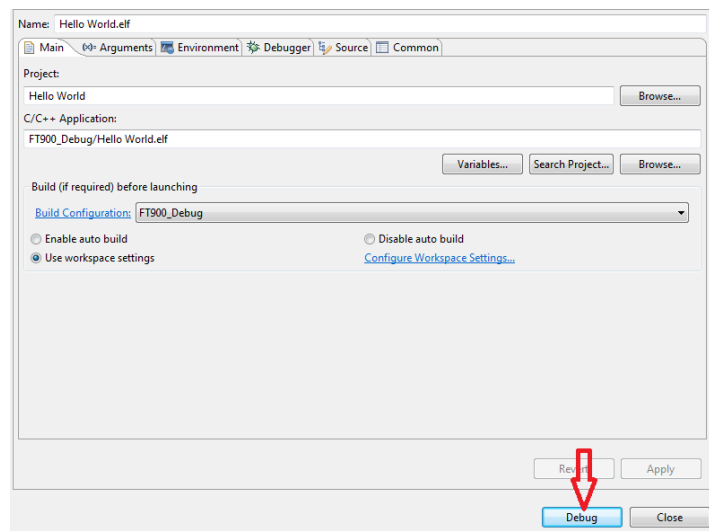 Name: Hello World.elf
Main (x)= Arguments Environment Debugger Source Common
Project:
Hello World Browse...
C/C++ Application:
FT900_Debug/Hello World.elf
Variables... Search Project... Browse...
Build (if required) before launching
Build Configuration: FT900_Debug
Enable auto build Disable auto build
Use workspace settings Configure Workspace Settings...
Apply
Debug Close